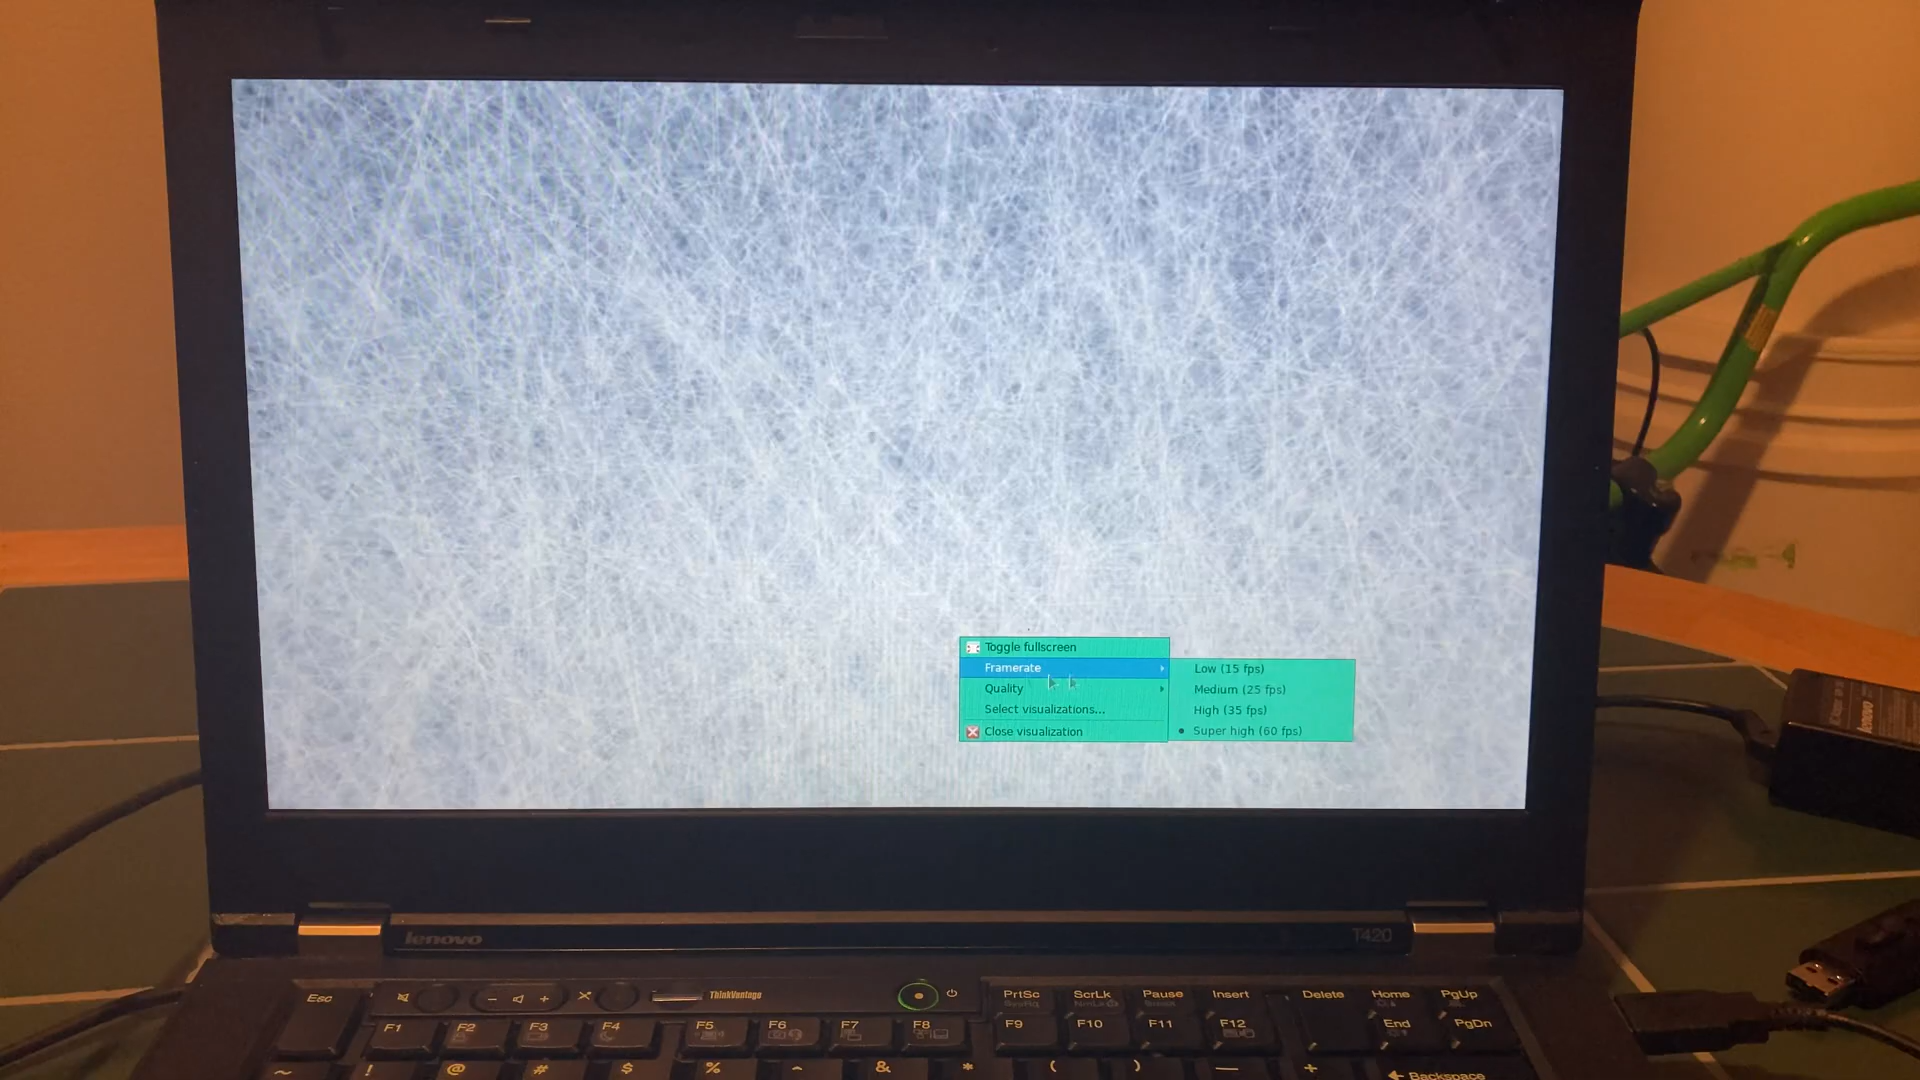 Toggle fullscreen
Framerate
Quality
Select visualizations...
Close visualization
Low (15 fps)
Medium (25 fps)
High (35 fps)
Super high (60 fps)
lenovo
T420
lenovo
Esc
- +
ThinkVantage
PrtSc
ScrLk
Pause
Insert
Delete
Home
PgUp
F1
F2
F3
F4
F5
F6
F7
F8
F9
F10
F11
F12
End
PgDn
~ ! @ # $ % ^ & * ( ) — +
Backspace